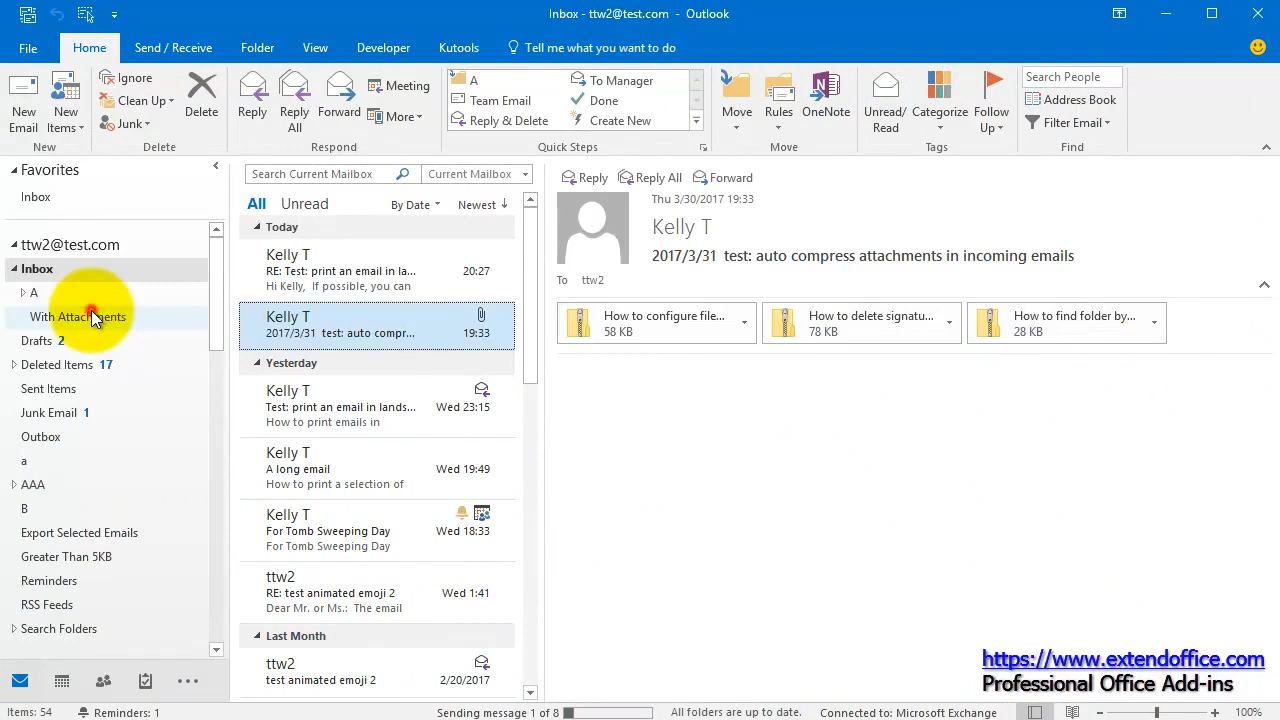 Inbox - ttw2@test.com - Outlook
File Home Send / Receive Folder View Developer Kutools Tell me what you want to do
New Email
New Items
New
Ignore
Clean Up
Junk
Delete
Delete
Reply
Reply All
Forward
Meeting
More
Respond
A
Team Email
Reply & Delete
To Manager
Done
Create New
Quick Steps
Move
Rules
OneNote
Move
Unread/ Read
Categorize
Follow Up
Tags
Search People
Address Book
Filter Email
Find
Favorites
Inbox
ttw2@test.com
Inbox
A
With Attachments
Drafts 2
Deleted Items 17
Sent Items
Junk Email 1
Outbox
a
AAA
B
Export Selected Emails
Greater Than 5KB
Reminders
RSS Feeds
Search Folders
Search Current Mailbox Current Mailbox
All Unread By Date Newest
Today
Kelly T
RE: Test: print an email in la... 20:27
Hi Kelly, If possible, you can
Kelly T
2017/3/31 test: auto compr... 19:33
Yesterday
Kelly T
Test: print an email in lands... Wed 23:15
How to print emails in
Kelly T
A long email Wed 19:49
How to print a selection of
Kelly T
For Tomb Sweeping Day Wed 18:33
For Tomb Sweeping Day
ttw2
RE: test animated emoji 2 Wed 1:41
Dear Mr. or Ms.: The email
Last Month
ttw2
test animated emoji 2 2/20/2017
Reply Reply All Forward
Thu 3/30/2017 19:33
Kelly T
2017/3/31 test: auto compress attachments in incoming emails
To ttw2
How to configure file...
58 KB
How to delete signatu...
78 KB
How to find folder by...
28 KB
https://www.extendoffice.com
Professional Office Add-ins
Items: 54 Reminders: 1 Sending message 1 of 8 All folders are up to date. Connected to: Microsoft Exchange 100%